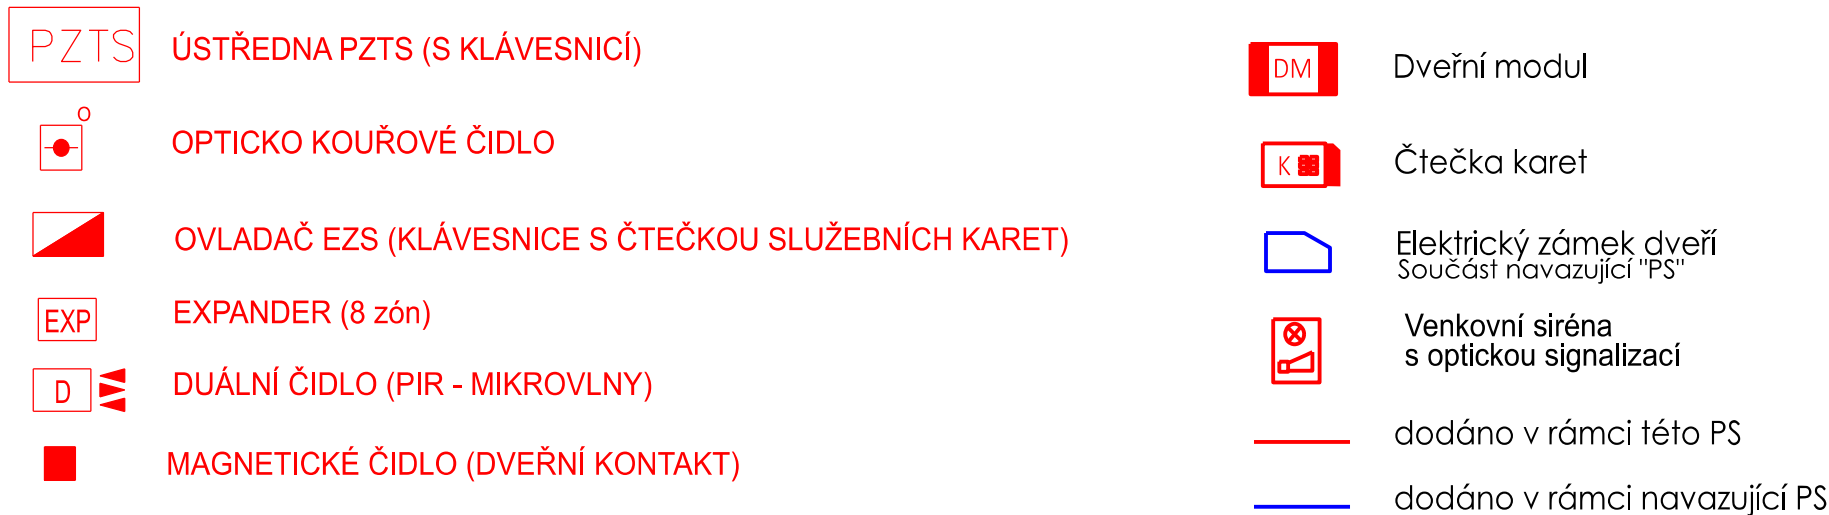 PZTS
ÚSTŘEDNA PZTS (S KLÁVESNICÍ)
O
OPTICKO KOUŘOVÉ ČIDLO
OVLADAČ EZS (KLÁVESNICE S ČTEČKOU SLUŽEBNÍCH KARET)
EXP
EXPANDER (8 zón)
D
DUÁLNÍ ČIDLO (PIR - MIKROVLNY)
MAGNETICKÉ ČIDLO (DVEŘNÍ KONTAKT)
DM
Dveřní modul
K
Čtečka karet
Elektrický zámek dveří
Součást navazující "PS"
Venkovní siréna
s optickou signalizací
dodáno v rámci této PS
dodáno v rámci navazující PS